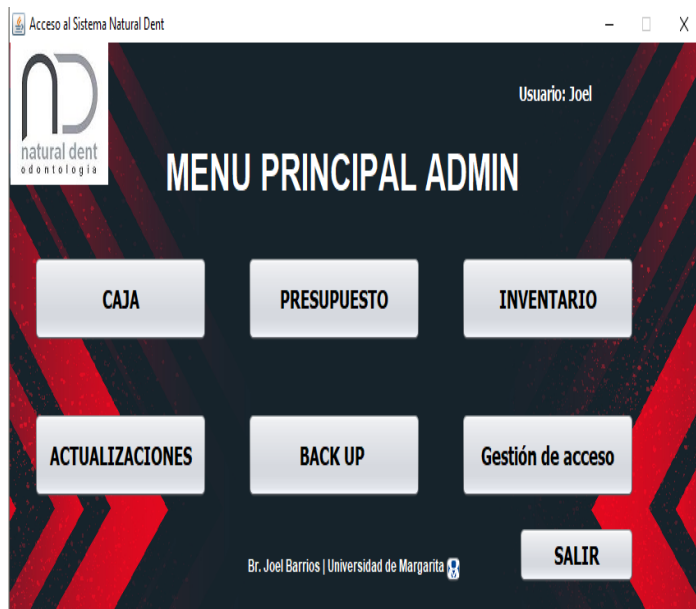 Acceso al Sistema Natural Dent
natural dent
odontología
Usuario: Joel
MENU PRINCIPAL ADMIN
CAJA
PRESUPUESTO
INVENTARIO
ACTUALIZACIONES
BACK UP
Gestión de acceso
SALIR
Br. Joel Barrios | Universidad de Margarita